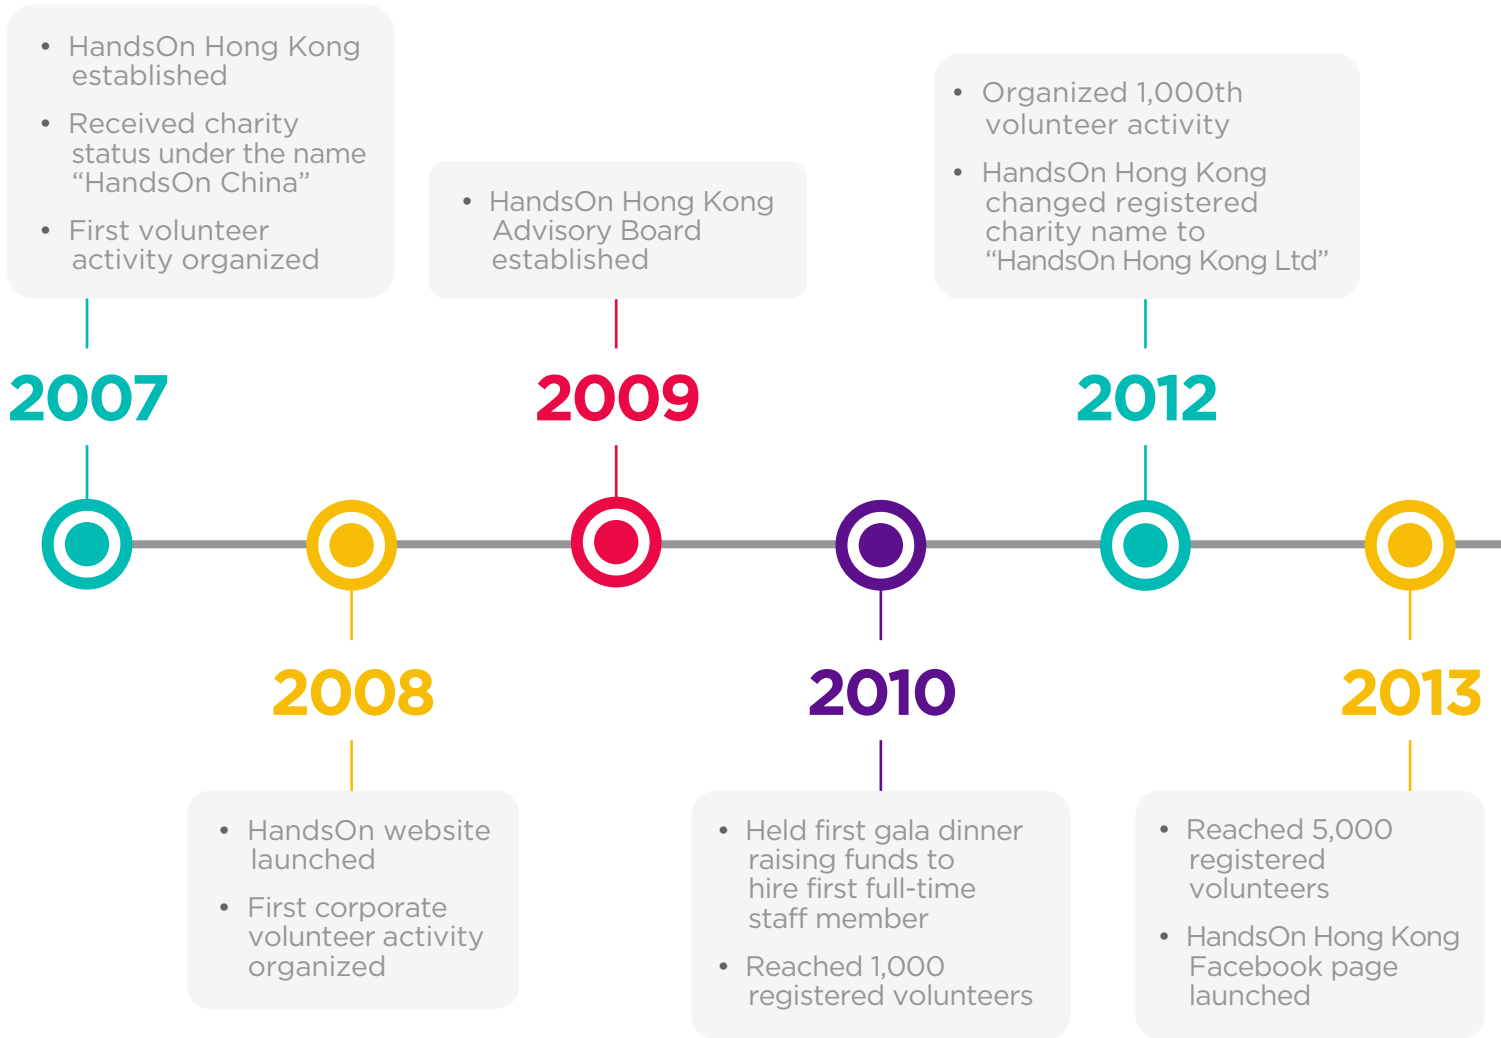 • HandsOn Hong Kong
established
• Received charity
status under the name
“HandsOn China”
• First volunteer
activity organized
2007
• HandsOn website
launched
• First corporate
volunteer activity
organized
2008
• HandsOn Hong Kong
Advisory Board
established
2009
• Held first gala dinner
raising funds to
hire first full-time
staff member
• Reached 1,000
registered volunteers
2010
• Organized 1,000th
volunteer activity
• HandsOn Hong Kong
changed registered
charity name to
“HandsOn Hong Kong Ltd”
2012
2013
• Reached 5,000
registered
volunteers
• HandsOn Hong Kong
Facebook page
launched